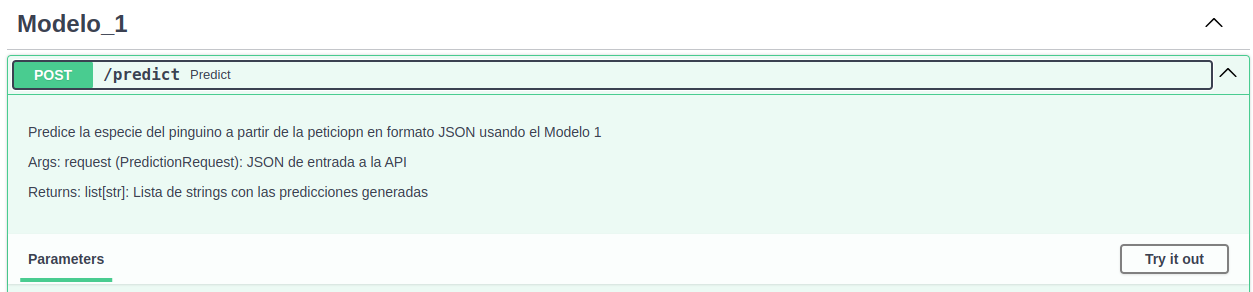 Modelo_1
POST /predict Predict
Predice la especie del pinguino a partir de la peticiopn en formato JSON usando el Modelo 1
Args: request (PredictionRequest): JSON de entrada a la API
Returns: list[str]: Lista de strings con las predicciones generadas
Parameters Try it out